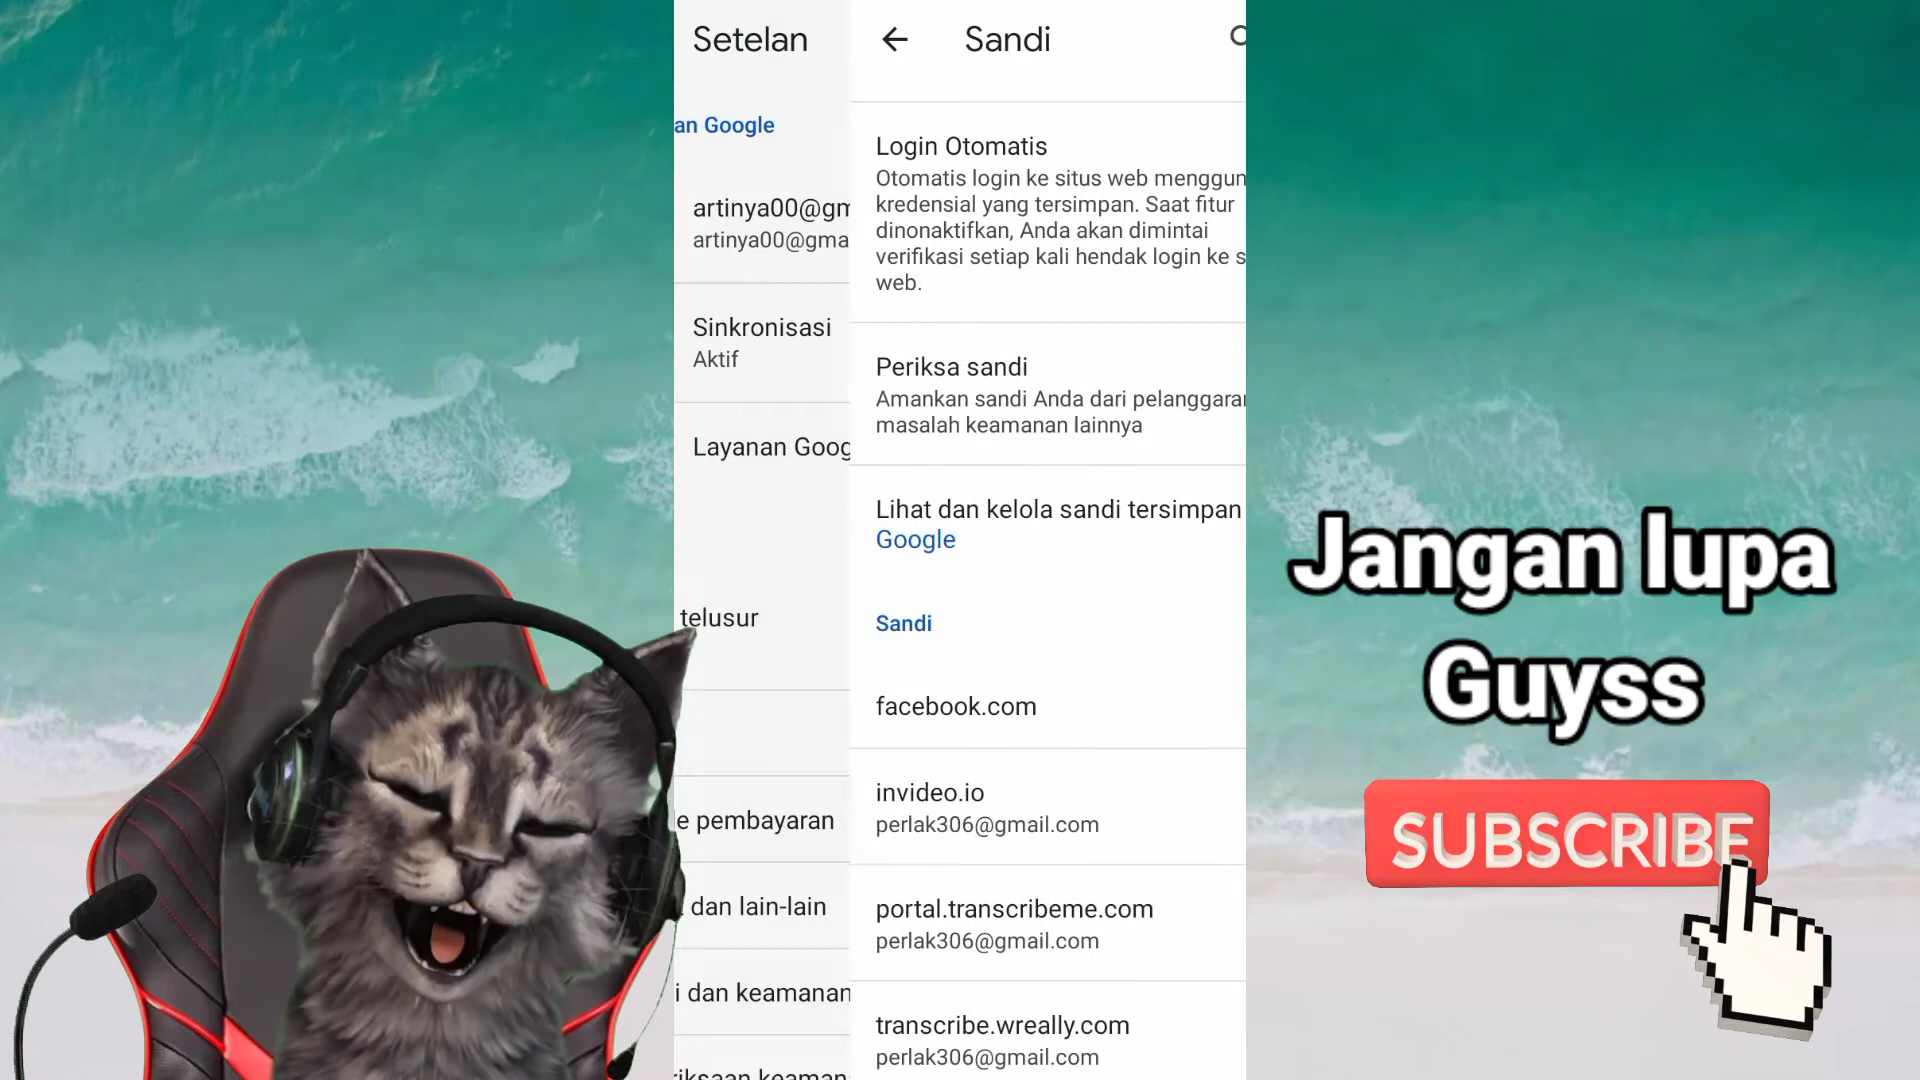 Setelan
an Google
artinya00@gm
artinya00@gma
Sinkronisasi
Aktif
Layanan Goog
telusur
e pembayaran
dan lain-lain
i dan keamanan
riksaan keamana
Sandi
Login Otomatis
Otomatis login ke situs web menggun
kredensial yang tersimpan. Saat fitur
dinonaktifkan, Anda akan dimintai
verifikasi setiap kali hendak login ke s
web.
Periksa sandi
Amankan sandi Anda dari pelanggaran
masalah keamanan lainnya
Lihat dan kelola sandi tersimpan
Google
Sandi
facebook.com
invideo.io
perlak306@gmail.com
portal.transcribeme.com
perlak306@gmail.com
transcribe.wreally.com
perlak306@gmail.com
Jangan lupa
Guyss
SUBSCRIBE